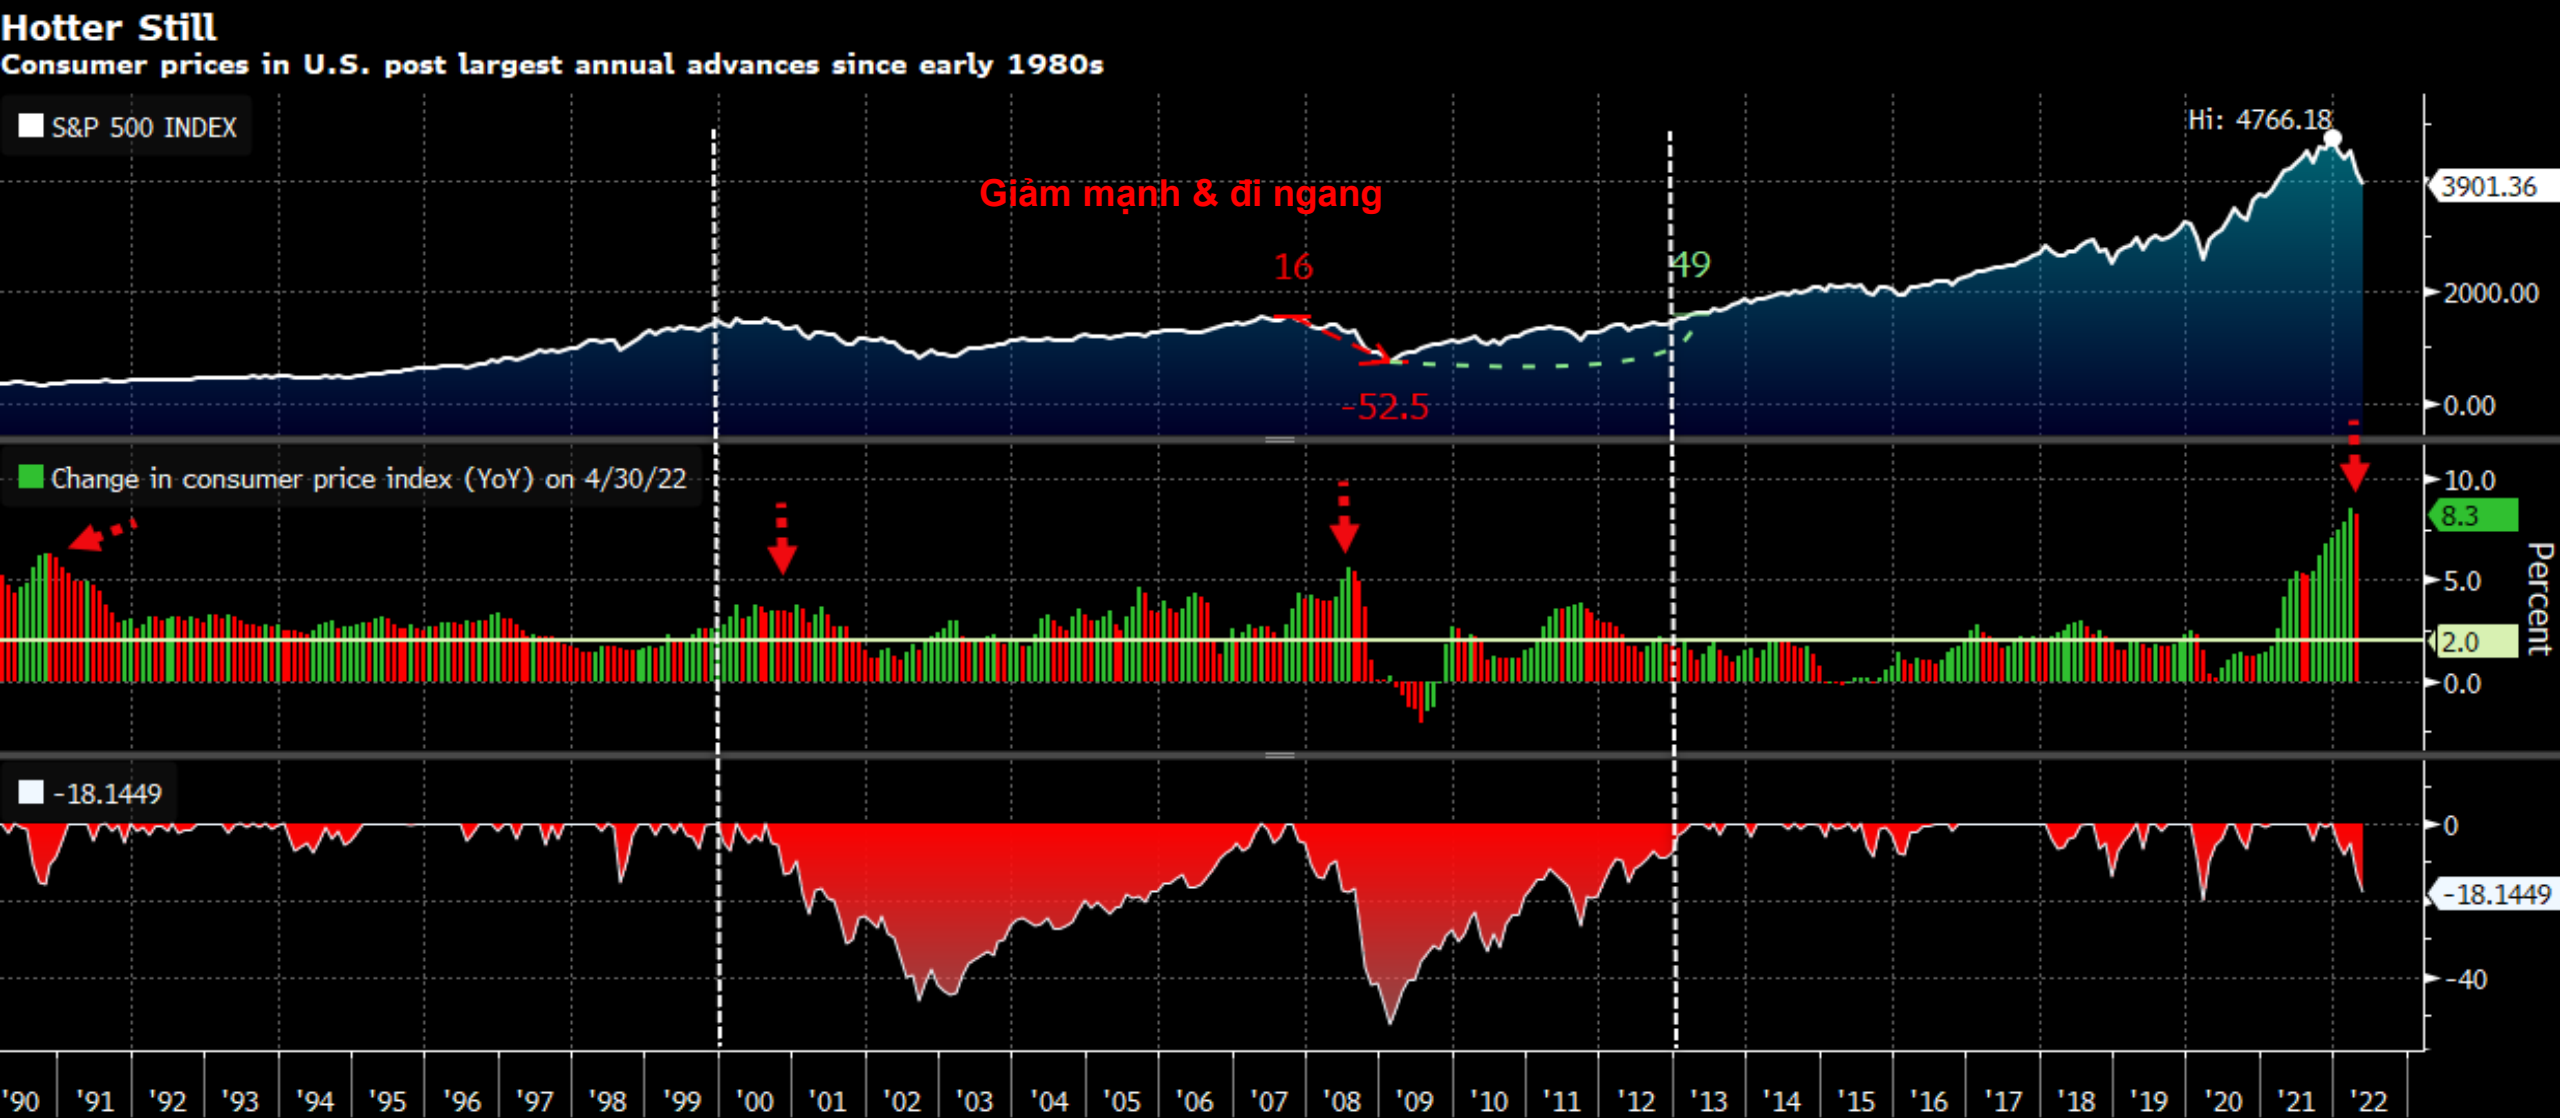 Hotter Still
Consumer prices in U.S. post largest annual advances since early 1980s
S&P 500 INDEX
Hi: 4766.18
3901.36
Giảm mạnh & đi ngang
16
49
2000.00
-52.5
0.00
Change in consumer price index (YoY) on 4/30/22
10.0
8.3
5.0
2.0
0.0
Percent
-18.1449
0
-18.1449
-40
'90 '91 '92 '93 '94 '95 '96 '97 '98 '99 '00 '01 '02 '03 '04 '05 '06 '07 '08 '09 '10 '11 '12 '13 '14 '15 '16 '17 '18 '19 '20 '21 '22